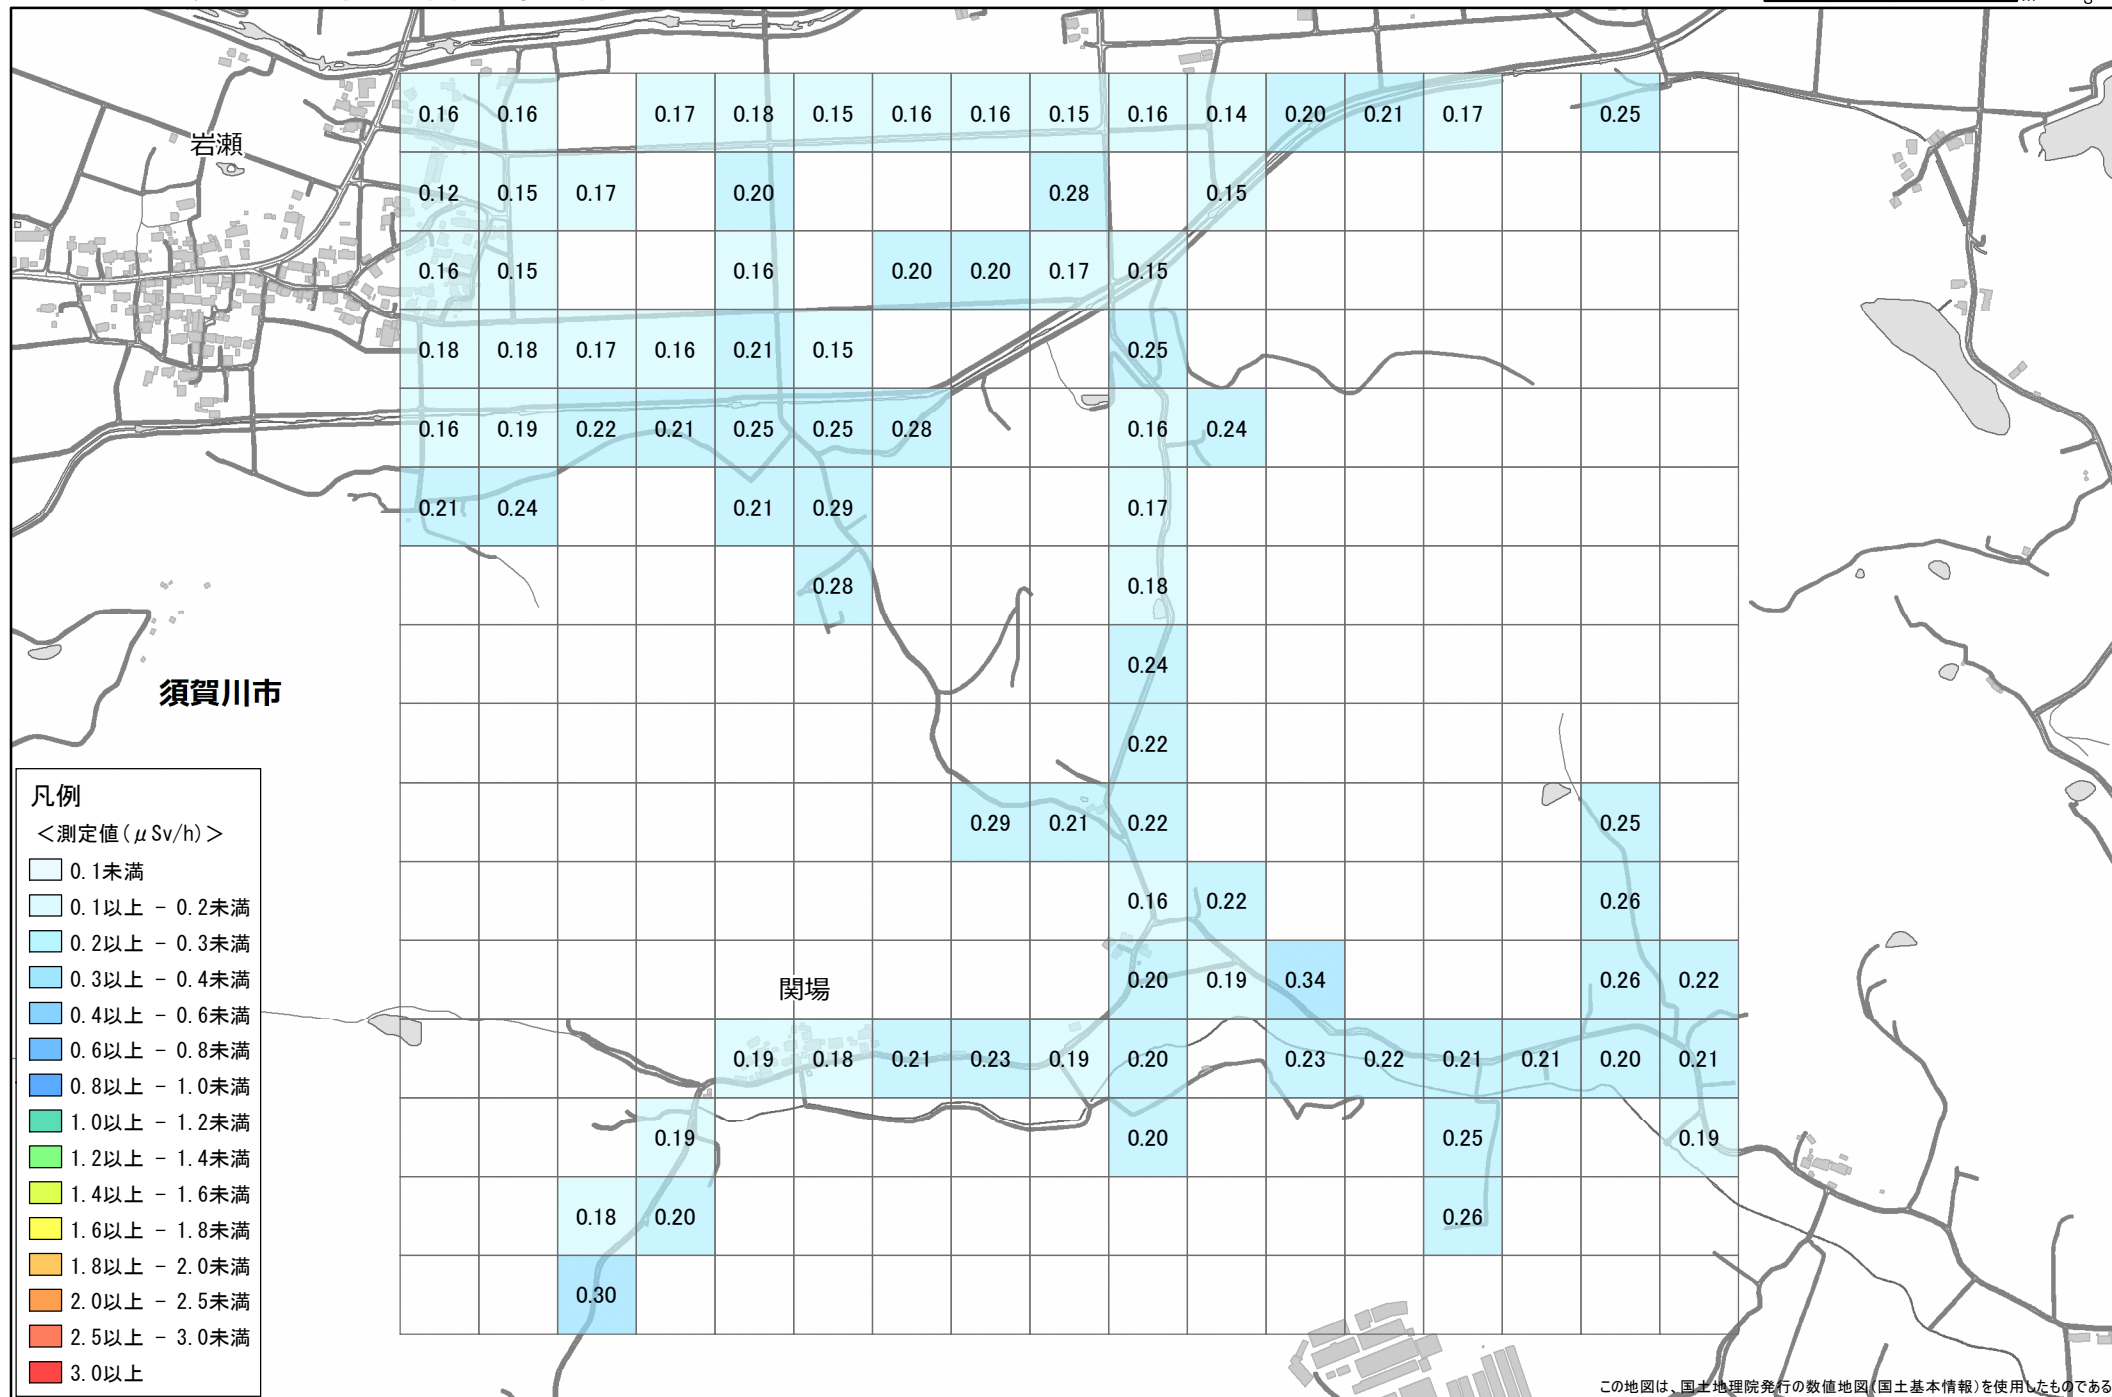 0.16 0.16 0.17 0.18 0.15 0.16 0.16 0.15 0.16 0.14 0.20 0.21 0.17 0.25
岩瀬
0.12 0.15 0.17 0.20 0.28 0.15
0.16 0.15 0.16 0.20 0.20 0.17 0.15
0.18 0.18 0.17 0.16 0.21 0.15 0.25
0.16 0.19 0.22 0.21 0.25 0.25 0.28 0.16 0.24
0.21 0.24 0.21 0.29 0.17
0.28 0.18
0.24
須賀川市
0.22
0.29 0.21 0.22 0.25
0.16 0.22 0.26
0.20 0.19 0.34 0.26 0.22
関場
0.19 0.18 0.21 0.23 0.19 0.20 0.23 0.22 0.21 0.21 0.20 0.21
0.19 0.20 0.25 0.19
0.18 0.20 0.26
0.30
凡例
＜測定値(μSv/h)＞
0.1未満
0.1以上 - 0.2未満
0.2以上 - 0.3未満
0.3以上 - 0.4未満
0.4以上 - 0.6未満
0.6以上 - 0.8未満
0.8以上 - 1.0未満
1.0以上 - 1.2未満
1.2以上 - 1.4未満
1.4以上 - 1.6未満
1.6以上 - 1.8未満
1.8以上 - 2.0未満
2.0以上 - 2.5未満
2.5以上 - 3.0未満
3.0以上
この地図は、国土地理院発行の数値地図(国土基本情報)を使用したものである